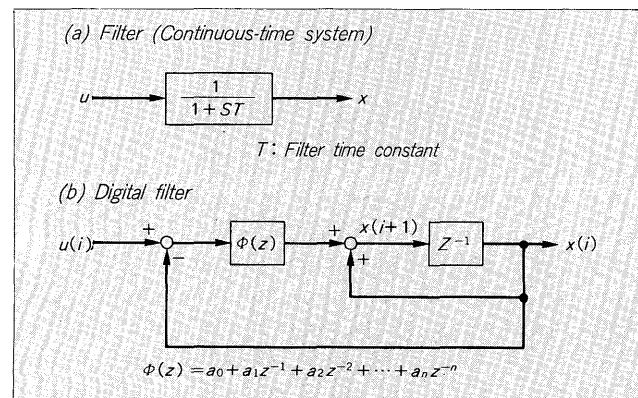 (a) Filter (Continuous-time system)
u
1
1 + ST
x
T : Filter time constant
(b) Digital filter
u(i)
+
−
Φ(z)
+
+
x(i+1)
Z⁻¹
x(i)
Φ(z) = a₀ + a₁z⁻¹ + a₂z⁻² + ··· + aₙz⁻ⁿ